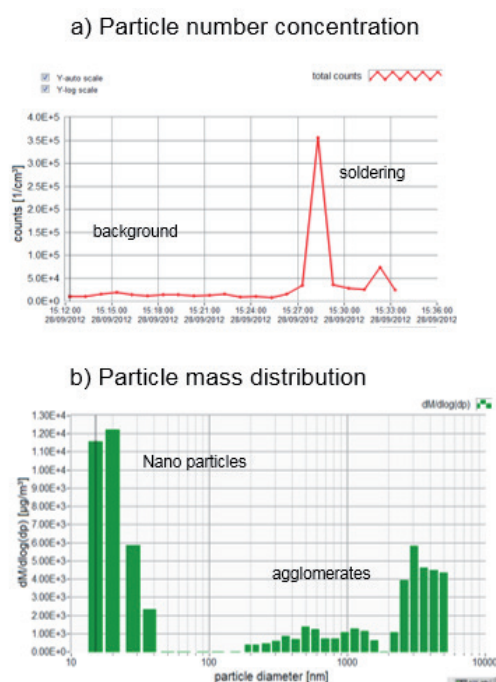 a) Particle number concentration
Y-auto scale
Y-log scale
total counts
counts [1/cm³]
4.0E+5
3.5E+5
3.0E+5
2.5E+5
2.0E+5
1.5E+5
1.0E+5
5.0E+4
0.0E+0
soldering
background
15:12:00 15:15:00 15:18:00 15:21:00 15:24:00 15:27:00 15:30:00 15:33:00 15:36:00
28/09/2012 28/09/2012 28/09/2012 28/09/2012 28/09/2012 28/09/2012 28/09/2012 28/09/2012 28/09/2012
b) Particle mass distribution
dM/dlog(dp)
dM/dlog(dp) [µg/m³]
1.30E+4
1.20E+4
1.10E+4
1.00E+4
9.00E+3
8.00E+3
7.00E+3
6.00E+3
5.00E+3
4.00E+3
3.00E+3
2.00E+3
1.00E+3
0.00E+0
Nano particles
agglomerates
10 100 1000 10000
particle diameter [nm]